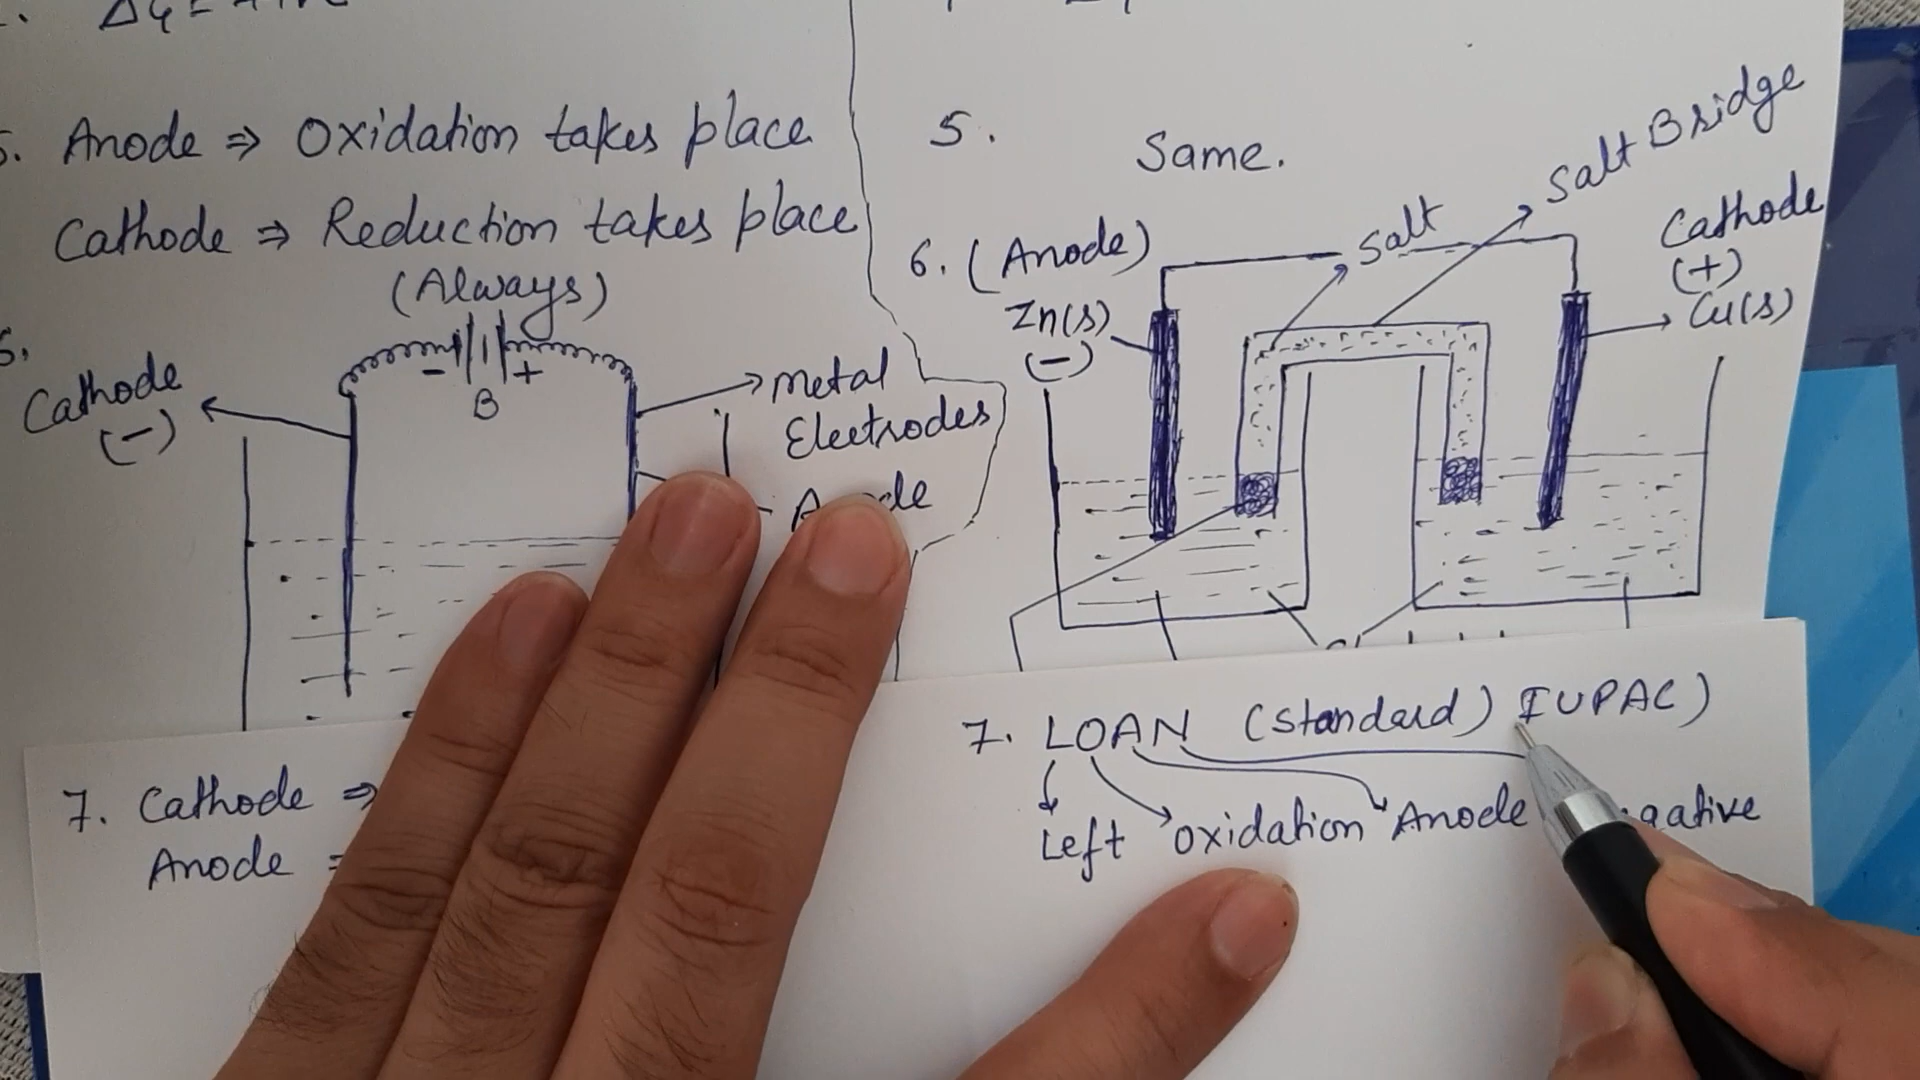 5. Anode ⇒ Oxidation takes place
Cathode ⇒ Reduction takes place
(Always)
Cathode
(-)
- +
B
Metal
Electrodes
7. Cathode ⇒
Anode
5. Same.
Salt Bridge
Salt
6. (Anode)
Zn(s)
(-)
Cathode
(+)
Cu(s)
7. LOAN (Standard) IUPAC)
Left Oxidation Anode